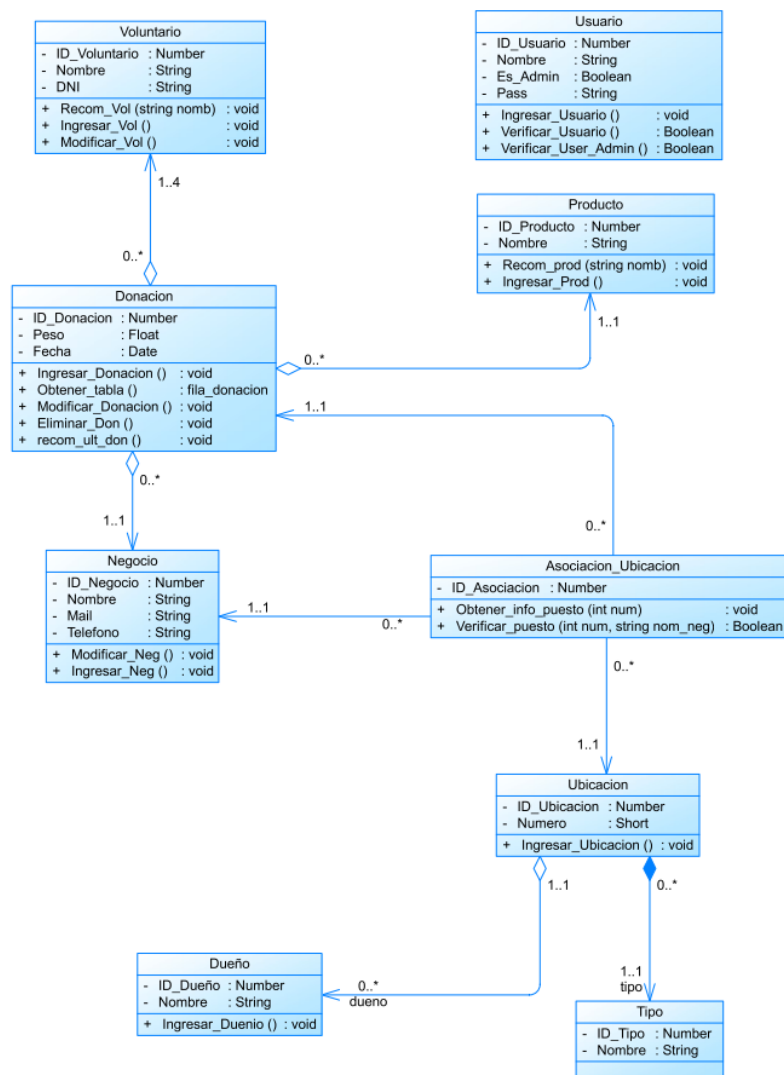 Voluntario
- ID_Voluntario : Number
- Nombre : String
- DNI : String
+ Recom_Vol (string nomb) : void
+ Ingresar_Vol () : void
+ Modificar_Vol () : void
Usuario
- ID_Usuario : Number
- Nombre : String
- Es_Admin : Boolean
- Pass : String
+ Ingresar_Usuario () : void
+ Verificar_Usuario () : Boolean
+ Verificar_User_Admin () : Boolean
1..4
0..*
Producto
- ID_Producto : Number
- Nombre : String
+ Recom_prod (string nomb) : void
+ Ingresar_Prod () : void
1..1
0..*
Donacion
- ID_Donacion : Number
- Peso : Float
- Fecha : Date
+ Ingresar_Donacion () : void
+ Obtener_tabla () : fila_donacion
+ Modificar_Donacion () : void
+ Eliminar_Don () : void
+ recom_ult_don () : void
1..1
0..*
0..*
1..1
Negocio
- ID_Negocio : Number
- Nombre : String
- Mail : String
- Telefono : String
+ Modificar_Neg () : void
+ Ingresar_Neg () : void
1..1
0..*
Asociacion_Ubicacion
- ID_Asociacion : Number
+ Obtener_info_puesto (int num) : void
+ Verificar_puesto (int num, string nom_neg) : Boolean
0..*
1..1
Ubicacion
- ID_Ubicacion : Number
- Numero : Short
+ Ingresar_Ubicacion () : void
1..1
0..*
Dueño
- ID_Dueño : Number
- Nombre : String
+ Ingresar_Duenio () : void
0..*
dueno
1..1
tipo
Tipo
- ID_Tipo : Number
- Nombre : String